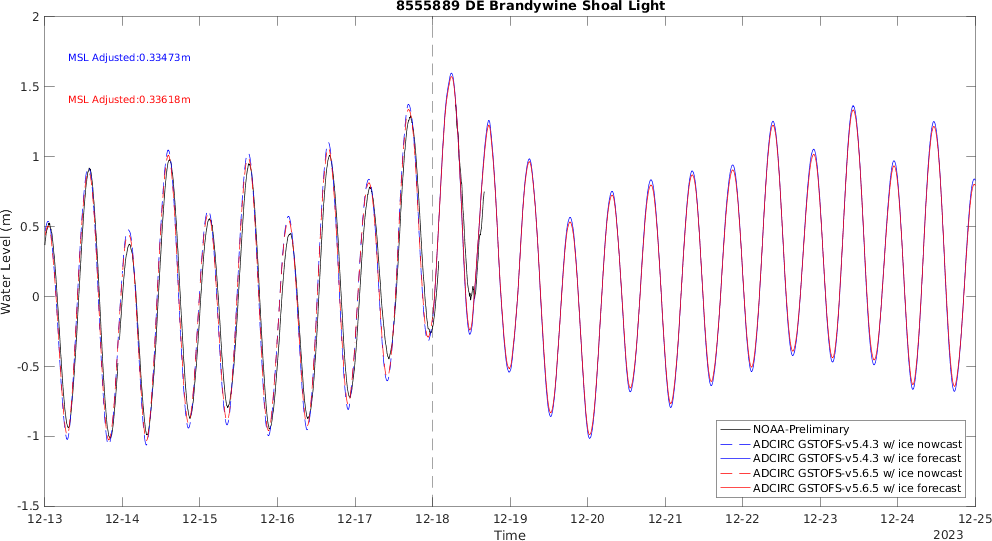 8555889 DE Brandywine Shoal Light
MSL Adjusted:0.33473m
MSL Adjusted:0.33618m
Water Level (m)
2
1.5
1
0.5
0
-0.5
-1
-1.5
NOAA-Preliminary
ADCIRC GSTOFS-v5.4.3 w/ ice nowcast
ADCIRC GSTOFS-v5.4.3 w/ ice forecast
ADCIRC GSTOFS-v5.6.5 w/ ice nowcast
ADCIRC GSTOFS-v5.6.5 w/ ice forecast
12-13 12-14 12-15 12-16 12-17 12-18 12-19 12-20 12-21 12-22 12-23 12-24 12-25
Time
2023